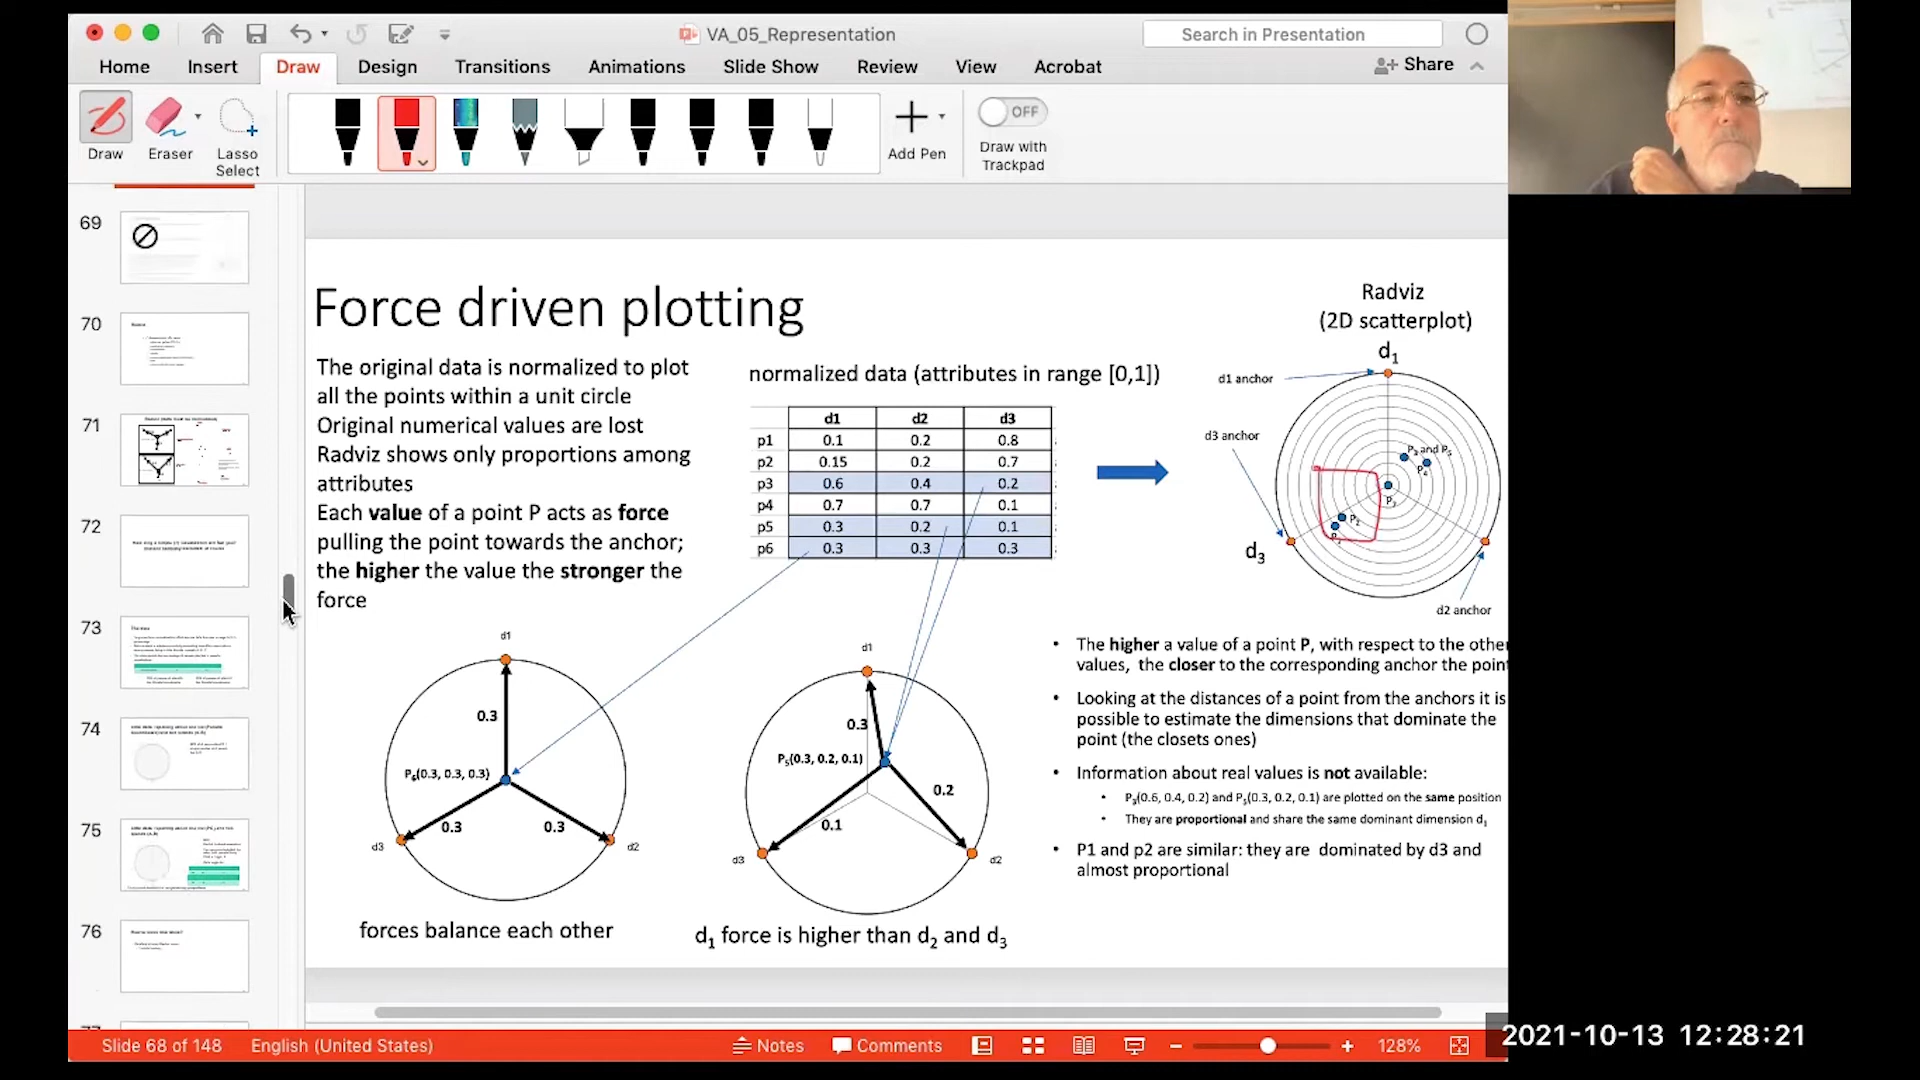 VA_05_Representation
Search in Presentation
Home Insert Draw Design Transitions Animations Slide Show Review View Acrobat
Share
Draw
Eraser
Lasso
Select
Add Pen
OFF
Draw with
Trackpad
69
70
71
72
73
74
75
76
Force driven plotting
The original data is normalized to plot
all the points within a unit circle
Original numerical values are lost
Radviz shows only proportions among
attributes
Each value of a point P acts as force
pulling the point towards the anchor;
the higher the value the stronger the
force
normalized data (attributes in range [0,1])
d1 d2 d3
p1 0.1 0.2 0.8
p2 0.15 0.2 0.7
p3 0.6 0.4 0.2
p4 0.7 0.7 0.1
p5 0.3 0.2 0.1
p6 0.3 0.3 0.3
Radviz
(2D scatterplot)
d1
d1 anchor
d3 anchor
d3
d2 anchor
P3 and P5
P4
P2
d1
0.3
P6(0.3, 0.3, 0.3)
0.3
0.3
d3
d2
forces balance each other
d1
0.3
P5(0.3, 0.2, 0.1)
0.2
0.1
d3
d2
d1 force is higher than d2 and d3
• The higher a value of a point P, with respect to the other
values, the closer to the corresponding anchor the point
• Looking at the distances of a point from the anchors it is
possible to estimate the dimensions that dominate the
point (the closets ones)
• Information about real values is not available:
• P3(0.6, 0.4, 0.2) and P5(0.3, 0.2, 0.1) are plotted on the same position
• They are proportional and share the same dominant dimension d1
• P1 and p2 are similar: they are dominated by d3 and
almost proportional
Slide 68 of 148
English (United States)
Notes
Comments
128%
2021-10-13 12:28:21